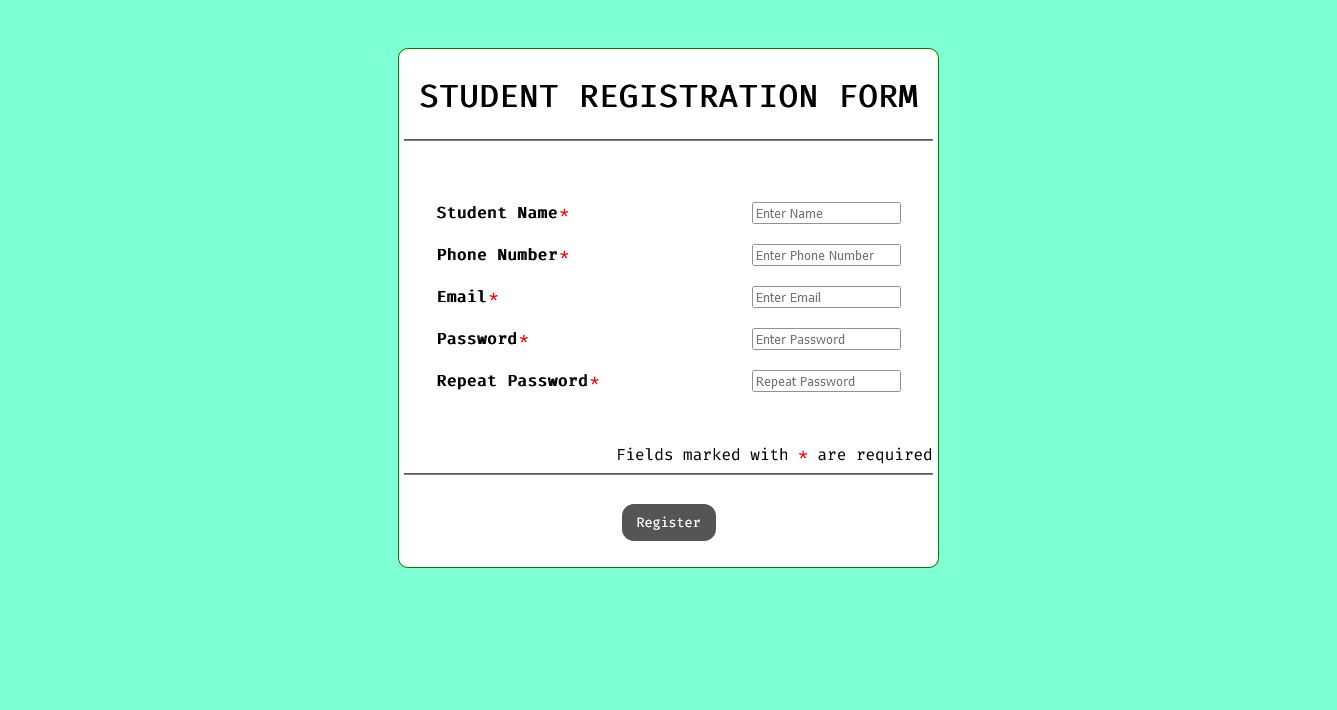 STUDENT REGISTRATION FORM
Student Name* Enter Name
Phone Number* Enter Phone Number
Email* Enter Email
Password* Enter Password
Repeat Password* Repeat Password
Fields marked with * are required
Register